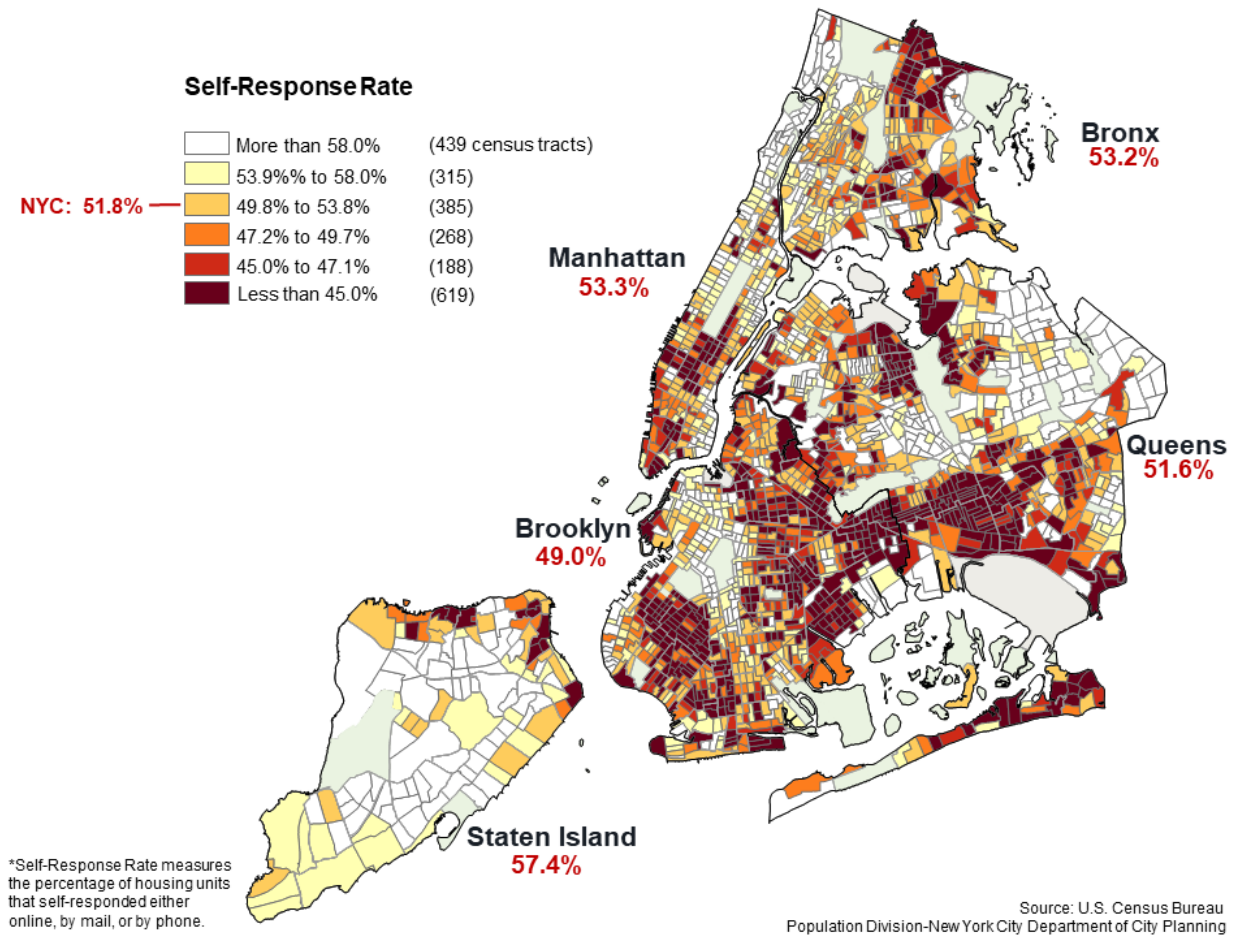 Self-Response Rate
More than 58.0% (439 census tracts)
53.9%% to 58.0% (315)
NYC: 51.8% 49.8% to 53.8% (385)
47.2% to 49.7% (268)
45.0% to 47.1% (188)
Less than 45.0% (619)
Bronx
53.2%
Manhattan
53.3%
Queens
51.6%
Brooklyn
49.0%
Staten Island
57.4%
*Self-Response Rate measures
the percentage of housing units
that self-responded either
online, by mail, or by phone.
Source: U.S. Census Bureau
Population Division-New York City Department of City Planning